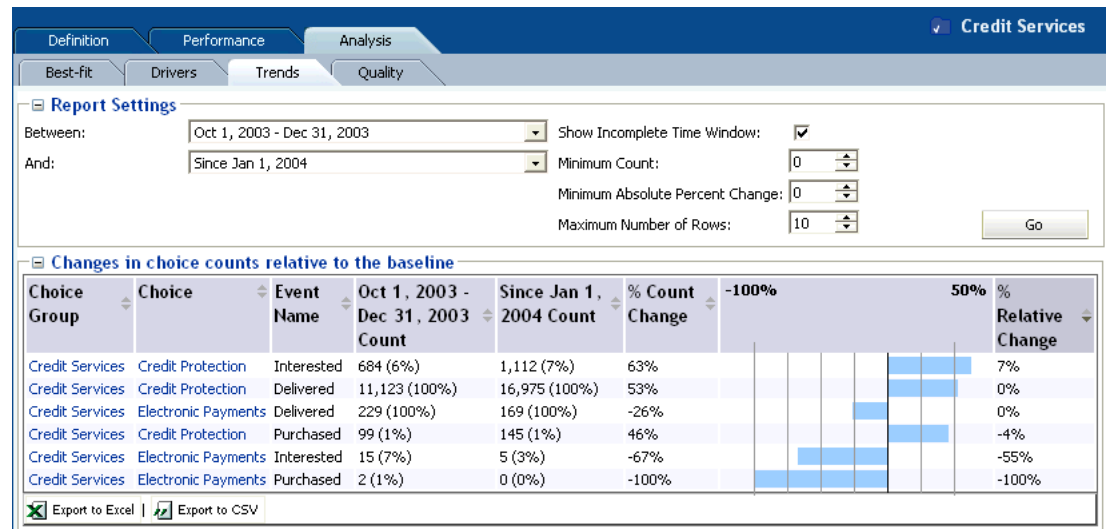 Definition Performance Analysis Credit Services
Best-fit Drivers Trends Quality
Report Settings
Between: Oct 1, 2003 - Dec 31, 2003 Show Incomplete Time Window:
And: Since Jan 1, 2004 Minimum Count: 0
Minimum Absolute Percent Change: 0
Maximum Number of Rows: 10 Go
Changes in choice counts relative to the baseline
Choice Choice Event Oct 1, 2003 - Since Jan 1, % Count -100% 50% %
Group Name Dec 31, 2003 2004 Count Change Relative
Count Change
Credit Services Credit Protection Interested 684 (6%) 1,112 (7%) 63% 7%
Credit Services Credit Protection Delivered 11,123 (100%) 16,975 (100%) 53% 0%
Credit Services Electronic Payments Delivered 229 (100%) 169 (100%) -26% 0%
Credit Services Credit Protection Purchased 99 (1%) 145 (1%) 46% -4%
Credit Services Electronic Payments Interested 15 (7%) 5 (3%) -67% -55%
Credit Services Electronic Payments Purchased 2 (1%) 0 (0%) -100% -100%
Export to Excel | Export to CSV